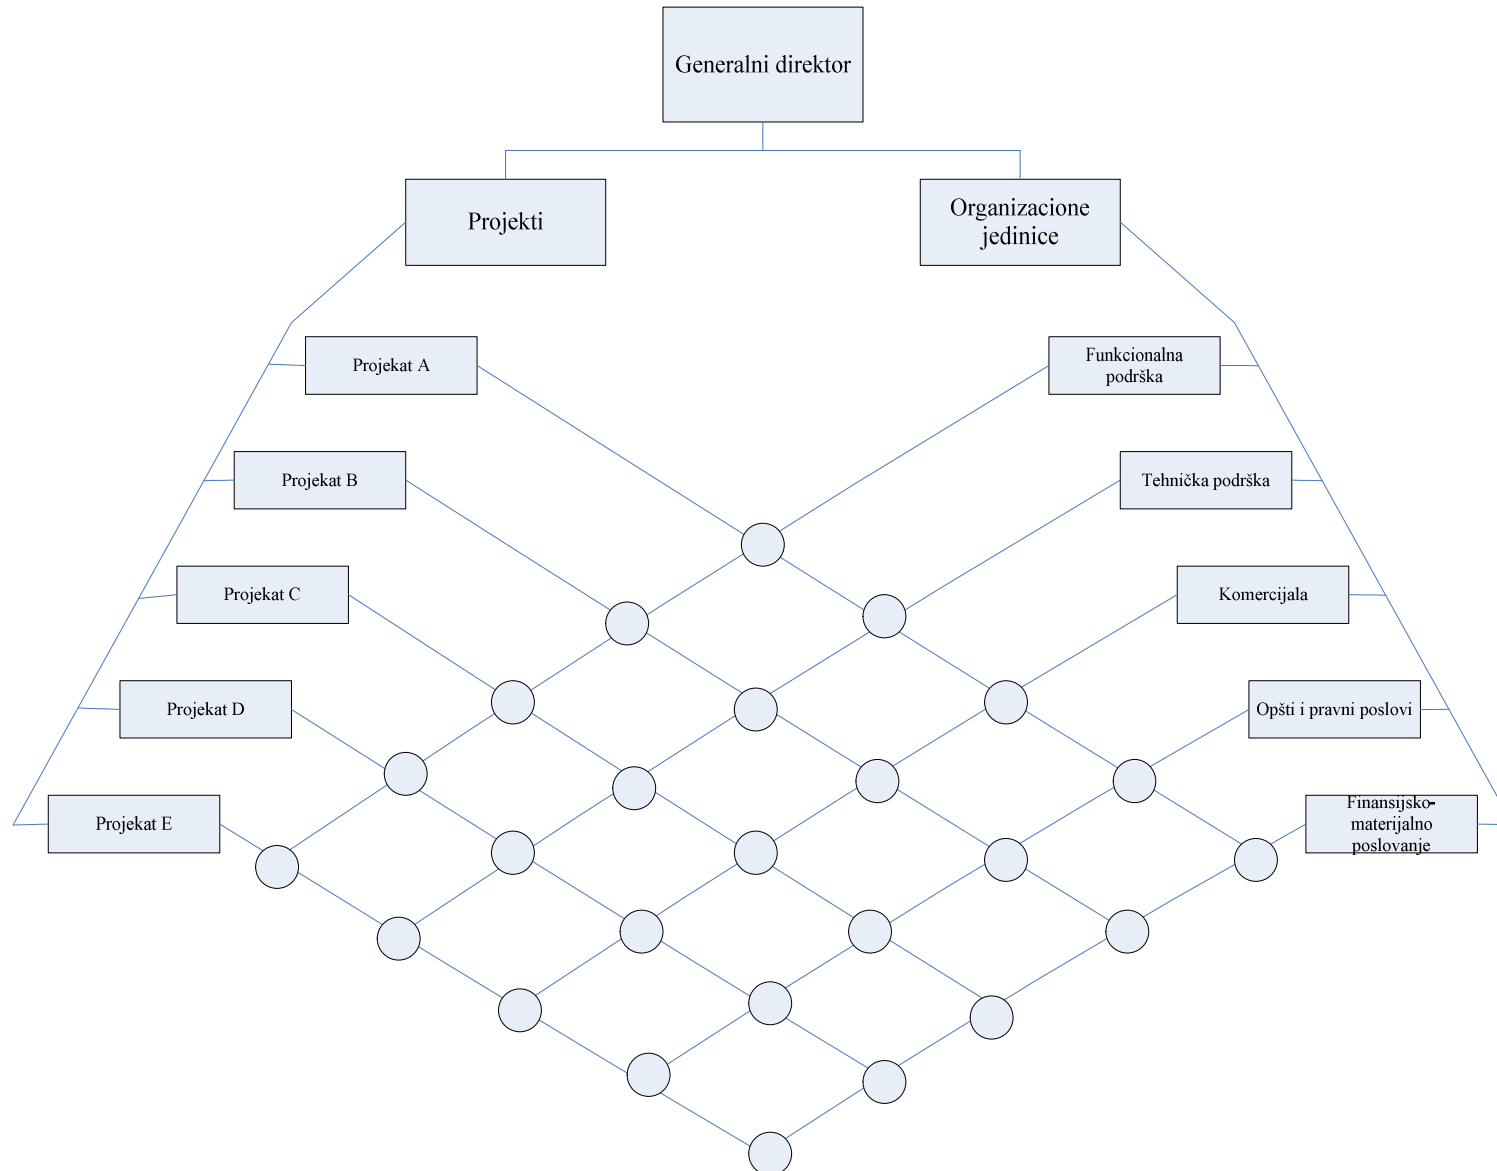 Generalni direktor
Projekti
Organizacione
jedinice
Projekat A
Funkcionalna
podrška
Projekat B
Tehnička podrška
Projekat C
Komercijala
Projekat D
Opšti i pravni poslovi
Projekat E
Finansijsko-
materijalno
poslovanje